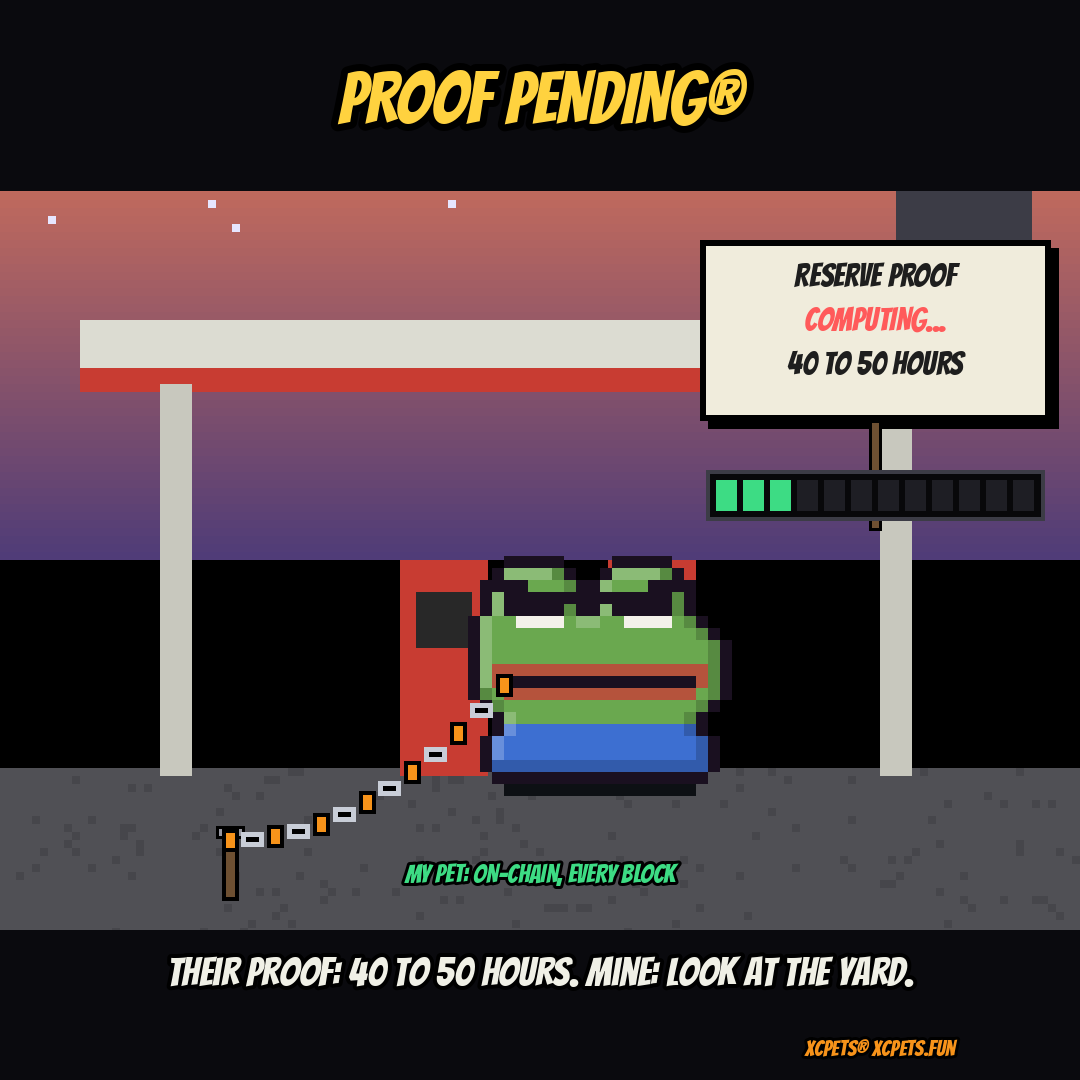 PROOF PENDING®
RESERVE PROOF
COMPUTING...
40 TO 50 HOURS
MY PET: ON-CHAIN, EVERY BLOCK
THEIR PROOF: 40 TO 50 HOURS. MINE: LOOK AT THE YARD.
XCPETS® XCPETS.FUN